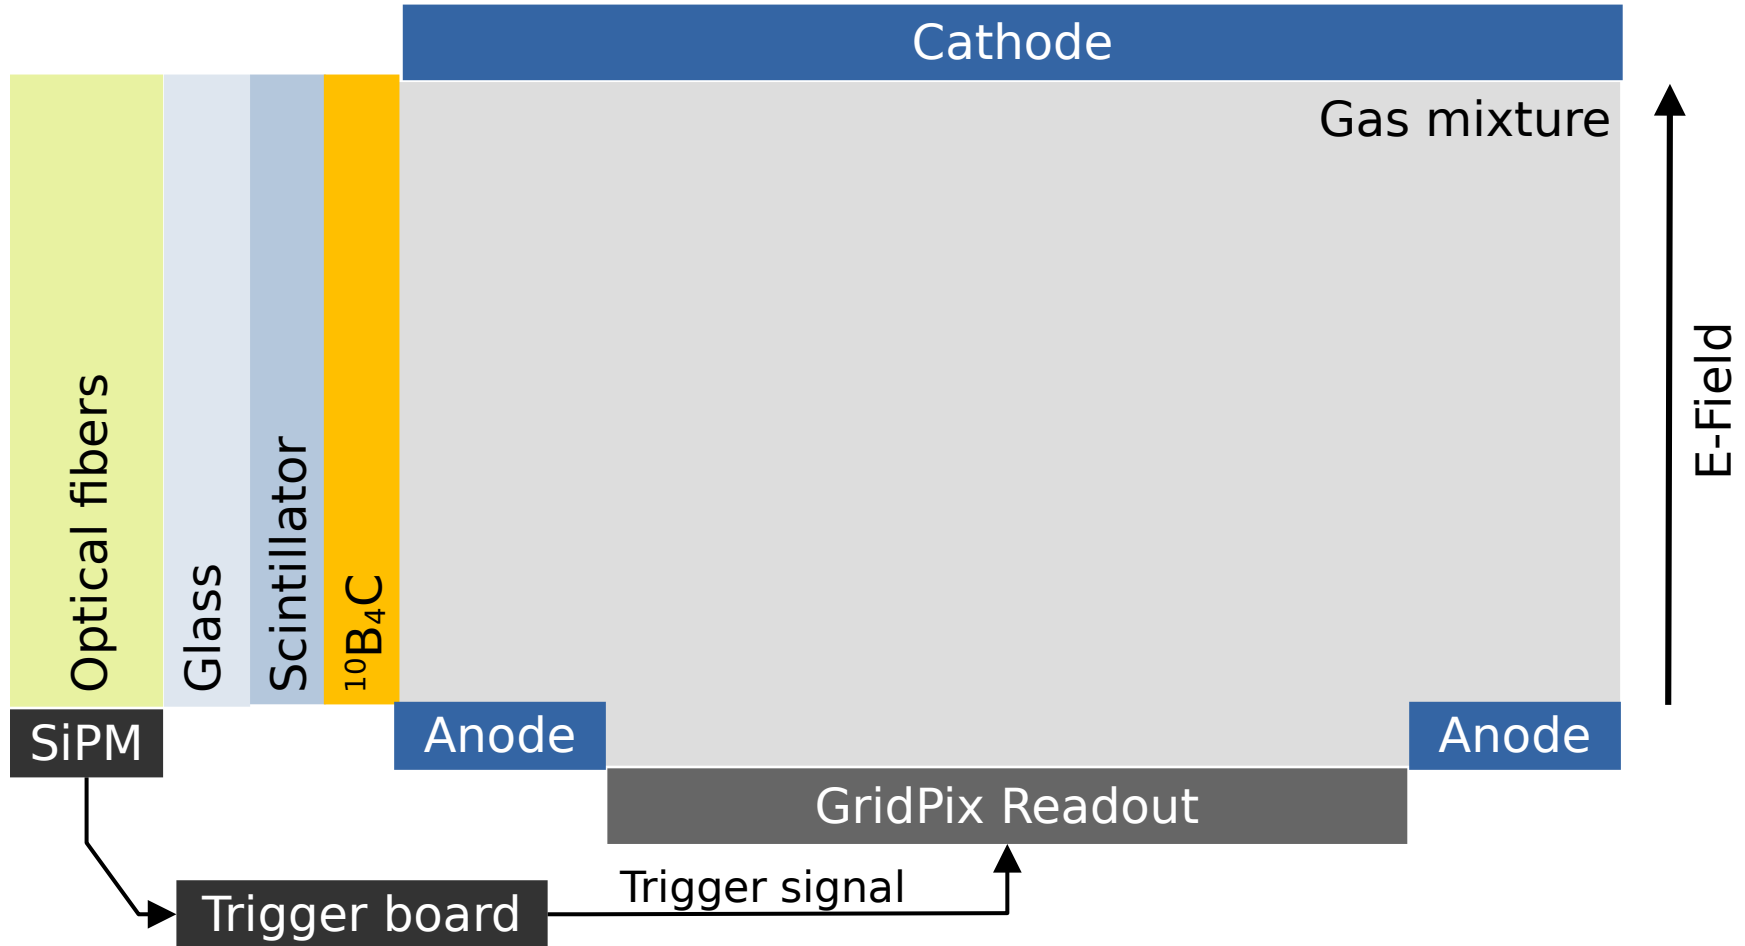 Cathode
Gas mixture
E-Field
Optical fibers
Glass
Scintillator
¹⁰B₄C
SiPM
Anode
Anode
GridPix Readout
Trigger signal
Trigger board